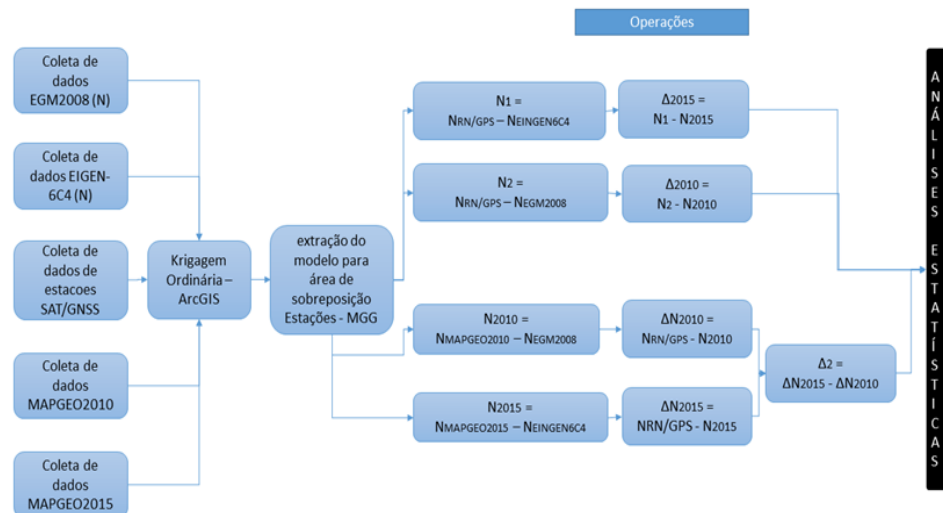 Operações
Coleta de
dados
EGM2008 (N)
Coleta de
dados EIGEN-
6C4 (N)
Coleta de
dados de
estacoes
SAT/GNSS
Coleta de
dados
MAPGEO2010
Coleta de
dados
MAPGEO2015
Krigagem
Ordinária –
ArcGIS
extração do
modelo para
área de
sobreposição
Estações - MGG
N1 =
NRN/GPS – NEINGEN6C4
Δ2015 =
N1 - N2015
N2 =
NRN/GPS – NEGM2008
Δ2010 =
N2 - N2010
N2010 =
NMAPGEO2010 – NEGM2008
ΔN2010 =
NRN/GPS - N2010
N2015 =
NMAPGEO2015 – NEINGEN6C4
ΔN2015 =
NRN/GPS - N2015
Δ2 =
ΔN2015 - ΔN2010
ANÁLISES ESTATÍSTICAS